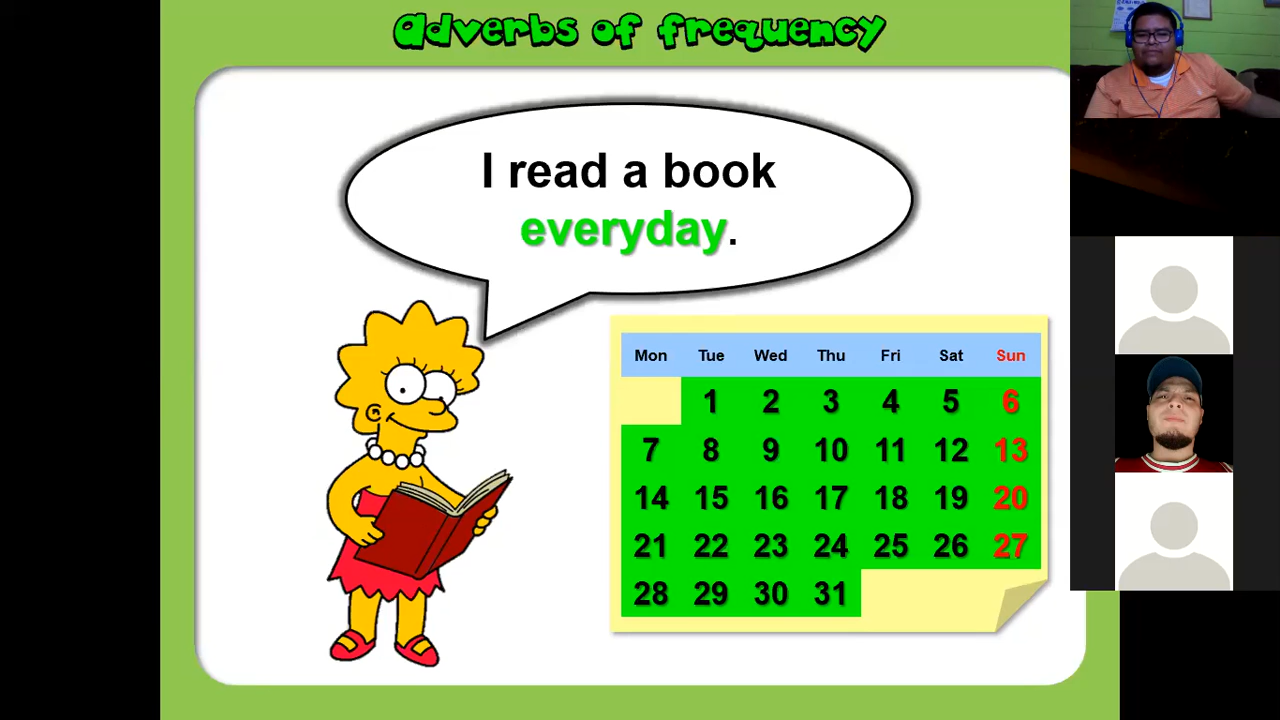 Adverbs of frequency
I read a book
everyday.
Mon Tue Wed Thu Fri Sat Sun
1 2 3 4 5 6
7 8 9 10 11 12 13
14 15 16 17 18 19 20
21 22 23 24 25 26 27
28 29 30 31